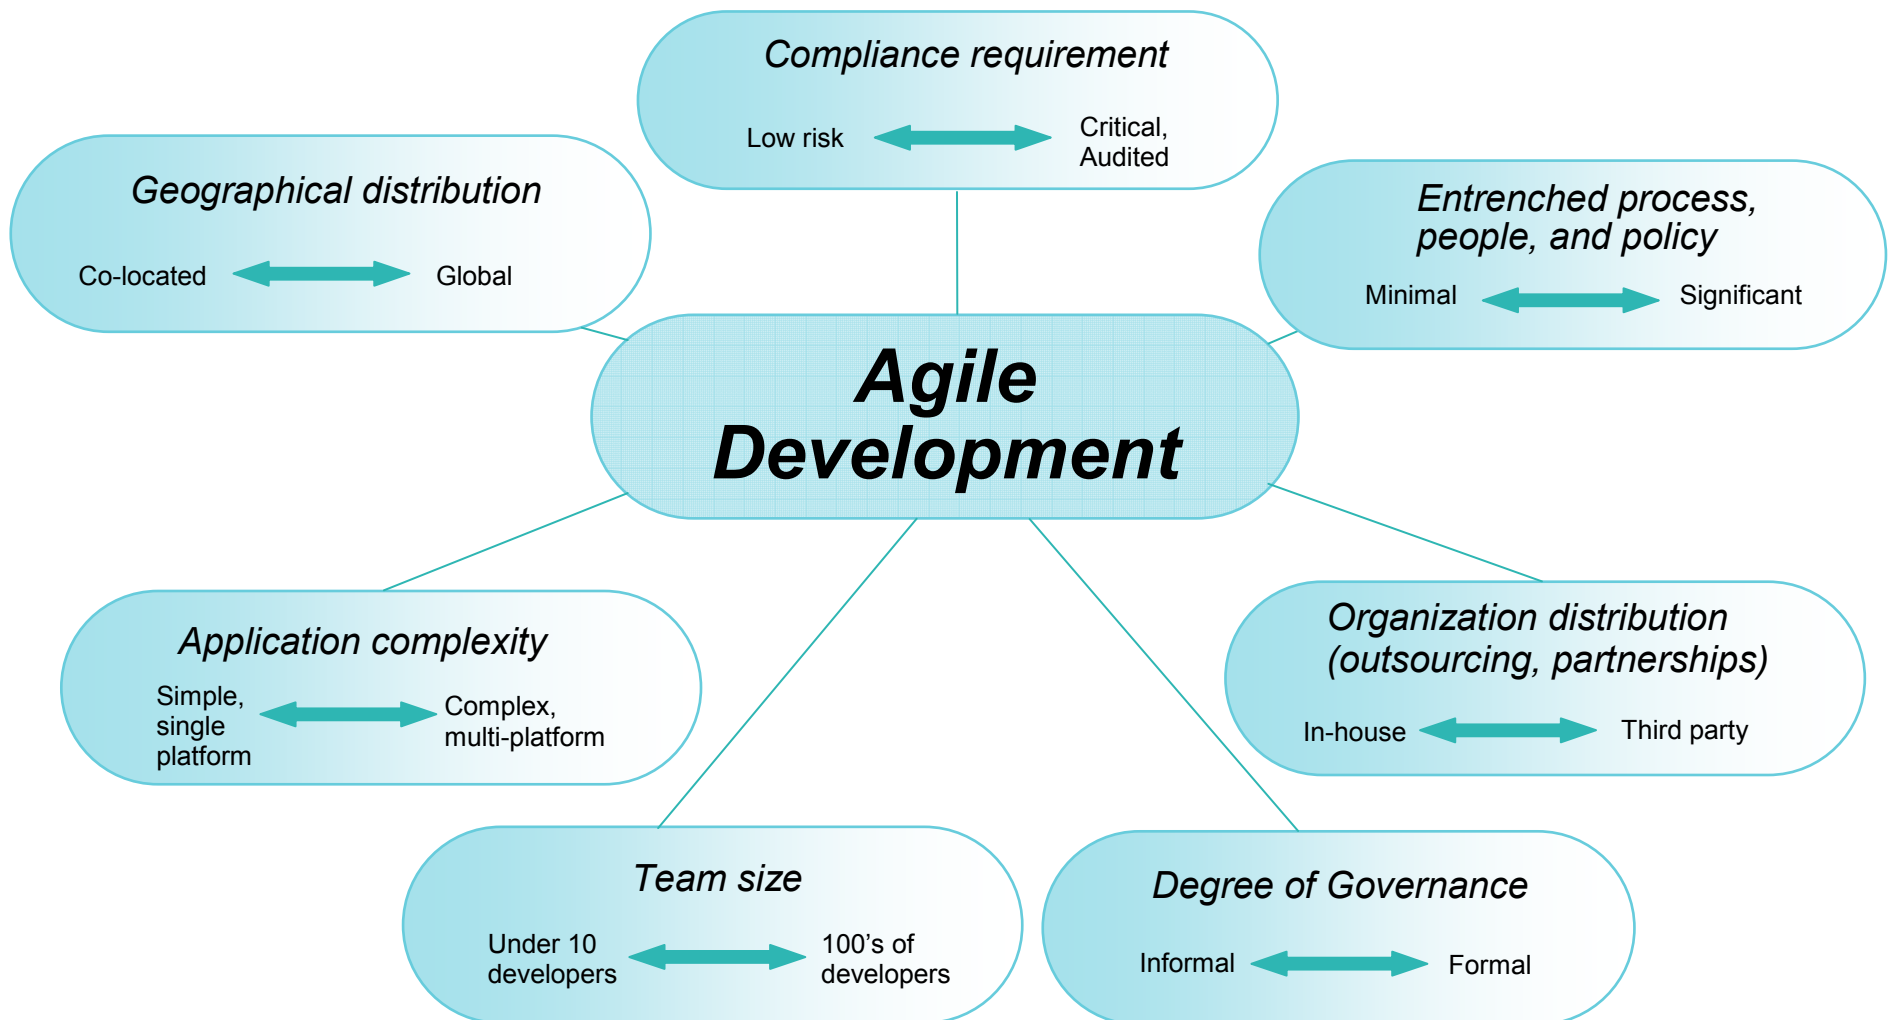 Compliance requirement
Low risk
Critical,
Audited
Geographical distribution
Co-located
Global
Entrenched process,
people, and policy
Minimal
Significant
Agile
Development
Application complexity
Simple,
single
platform
Complex,
multi-platform
Organization distribution
(outsourcing, partnerships)
In-house
Third party
Team size
Under 10
developers
100’s of
developers
Degree of Governance
Informal
Formal